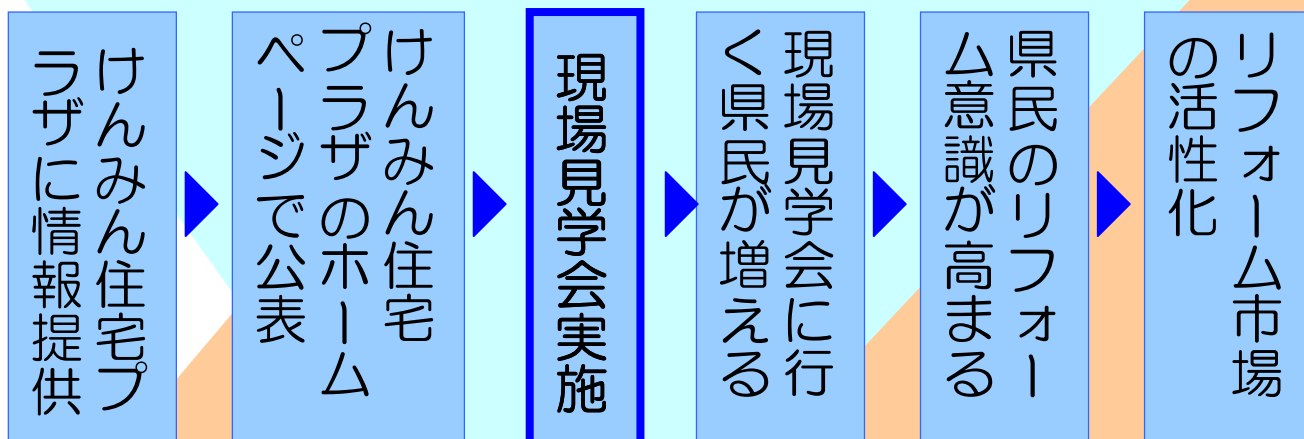 けんみん住宅プ
ラザに情報提供
けんみん住宅
プラザのホーム
ページで公表
現場見学会実施
現場見学会に行
く県民が増える
県民のリフォー
ム意識が高まる
リフォーム市場
の活性化